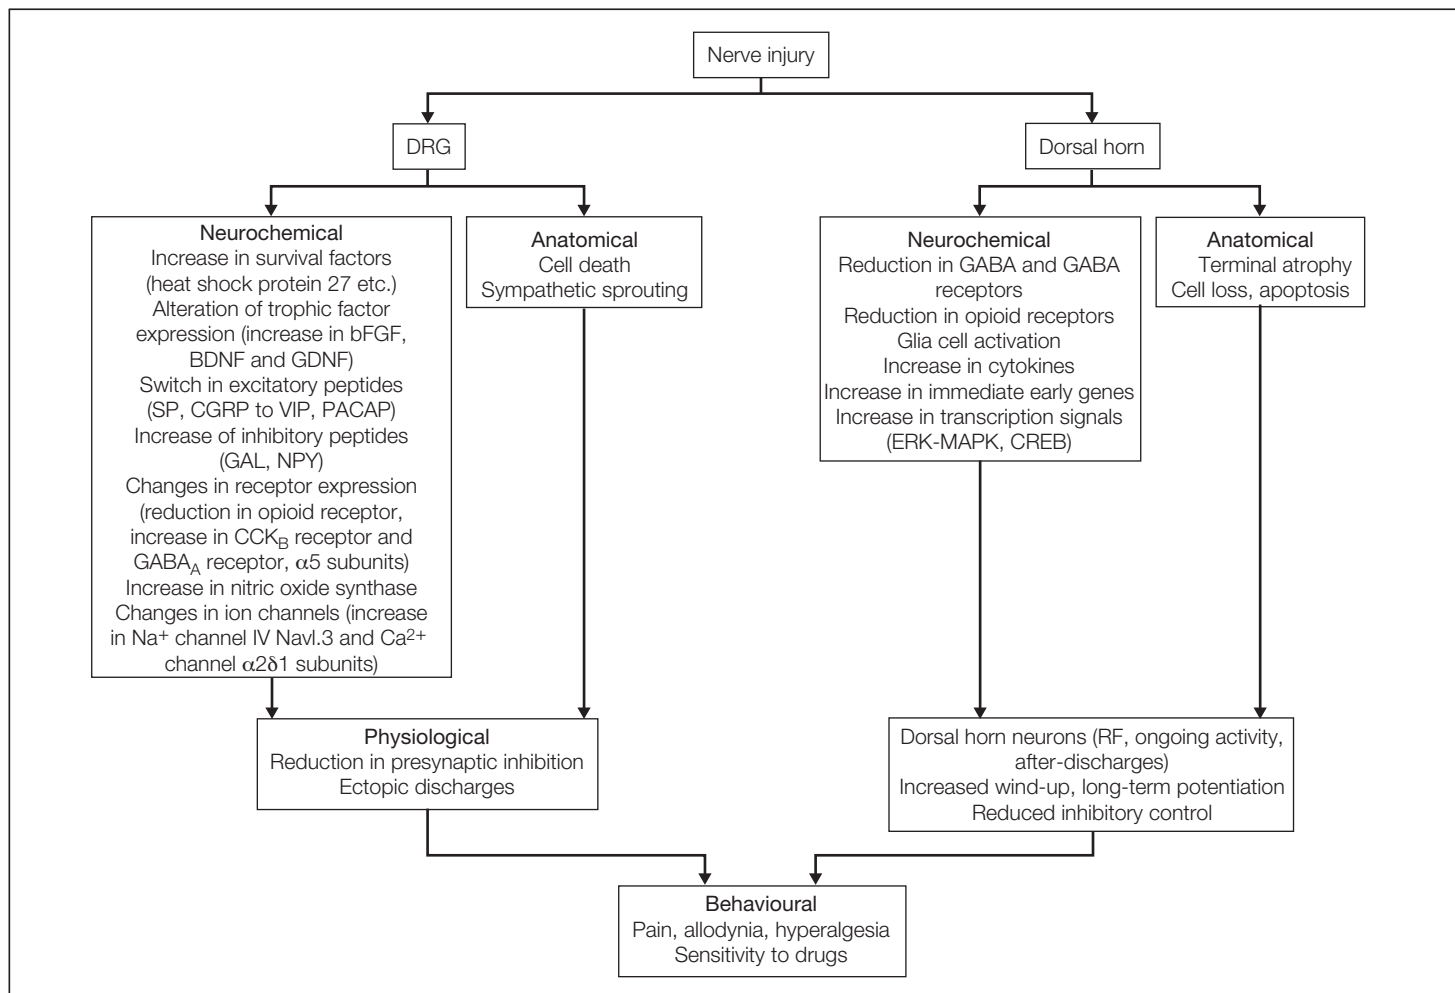 Nerve injury
DRG
Dorsal horn
Neurochemical
Increase in survival factors
(heat shock protein 27 etc.)
Alteration of trophic factor
expression (increase in bFGF,
BDNF and GDNF)
Switch in excitatory peptides
(SP, CGRP to VIP, PACAP)
Increase of inhibitory peptides
(GAL, NPY)
Changes in receptor expression
(reduction in opioid receptor,
increase in CCKB receptor and
GABAA receptor, α5 subunits)
Increase in nitric oxide synthase
Changes in ion channels (increase
in Na⁺ channel IV Navl.3 and Ca²⁺
channel α2δ1 subunits)
Anatomical
Cell death
Sympathetic sprouting
Neurochemical
Reduction in GABA and GABA
receptors
Reduction in opioid receptors
Glia cell activation
Increase in cytokines
Increase in immediate early genes
Increase in transcription signals
(ERK-MAPK, CREB)
Anatomical
Terminal atrophy
Cell loss, apoptosis
Physiological
Reduction in presynaptic inhibition
Ectopic discharges
Dorsal horn neurons (RF, ongoing activity,
after-discharges)
Increased wind-up, long-term potentiation
Reduced inhibitory control
Behavioural
Pain, allodynia, hyperalgesia
Sensitivity to drugs